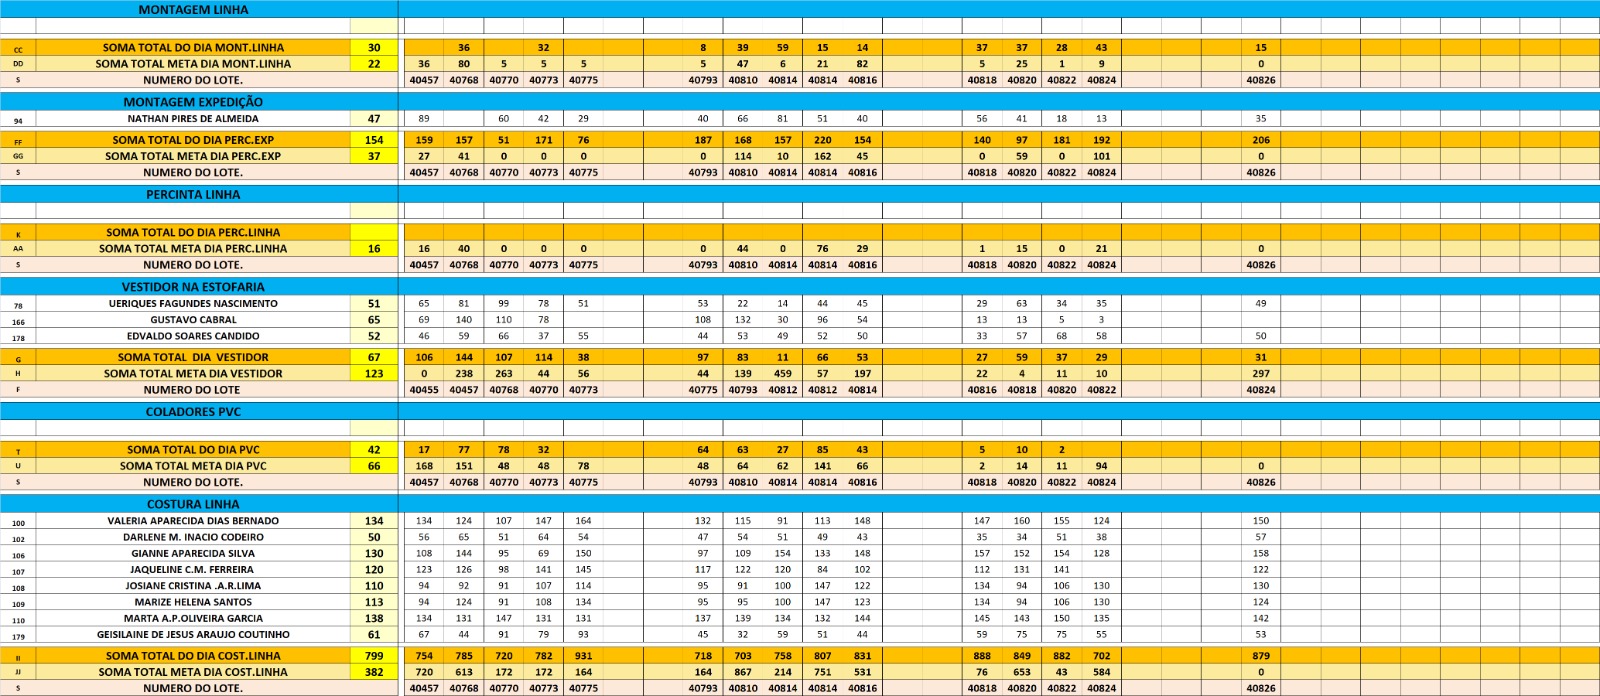 MONTAGEM LINHA
CC SOMA TOTAL DO DIA MONT.LINHA 30 36 32 8 39 59 15 14 37 37 28 43 15
DD SOMA TOTAL META DIA MONT.LINHA 22 36 80 5 5 5 5 47 6 21 82 5 25 1 9 0
S NUMERO DO LOTE. 40457 40768 40770 40773 40775 40793 40810 40814 40814 40816 40818 40820 40822 40824 40826
MONTAGEM EXPEDIÇÃO
94 NATHAN PIRES DE ALMEIDA 47 89 60 42 29 40 66 81 51 40 56 41 18 13 35
FF SOMA TOTAL DO DIA PERC.EXP 154 159 157 51 171 76 187 168 157 220 154 140 97 181 192 206
GG SOMA TOTAL META DIA PERC.EXP 37 27 41 0 0 0 0 114 10 162 45 0 59 0 101 0
S NUMERO DO LOTE. 40457 40768 40770 40773 40775 40793 40810 40814 40814 40816 40818 40820 40822 40824 40826
PERCINTA LINHA
K SOMA TOTAL DO DIA PERC.LINHA
AA SOMA TOTAL META DIA PERC.LINHA 16 16 40 0 0 0 0 44 0 76 29 1 15 0 21 0
S NUMERO DO LOTE. 40457 40768 40770 40773 40775 40793 40810 40814 40814 40816 40818 40820 40822 40824 40826
VESTIDOR NA ESTOFARIA
78 UERIQUES FAGUNDES NASCIMENTO 51 65 81 99 78 51 53 22 14 44 45 29 63 34 35 49
166 GUSTAVO CABRAL 65 69 140 110 78 108 132 30 96 54 13 13 5 3
178 EDVALDO SOARES CANDIDO 52 46 59 66 37 55 44 53 49 52 50 33 57 68 58 50
G SOMA TOTAL DIA VESTIDOR 67 106 144 107 114 38 97 83 11 66 53 27 59 37 29 31
H SOMA TOTAL META DIA VESTIDOR 123 0 238 263 44 56 44 139 459 57 197 22 4 11 10 297
F NUMERO DO LOTE 40455 40457 40768 40770 40773 40775 40793 40812 40812 40814 40816 40818 40820 40822 40824
COLADORES PVC
T SOMA TOTAL DO DIA PVC 42 17 77 78 32 64 63 27 85 43 5 10 2
U SOMA TOTAL META DIA PVC 66 168 151 48 48 78 48 64 62 141 66 2 14 11 94 0
S NUMERO DO LOTE. 40457 40768 40770 40773 40775 40793 40810 40814 40814 40816 40818 40820 40822 40824 40826
COSTURA LINHA
100 VALERIA APARECIDA DIAS BERNADO 134 134 124 107 147 164 132 115 91 113 148 147 160 155 124 150
102 DARLENE M. INACIO CODEIRO 50 56 65 51 64 54 47 54 51 49 43 35 34 51 38 57
106 GIANNE APARECIDA SILVA 130 108 144 95 69 150 97 109 154 133 148 157 152 154 128 158
107 JAQUELINE C.M. FERREIRA 120 123 126 98 141 145 117 122 120 84 102 112 131 141 122
108 JOSIANE CRISTINA .A.R.LIMA 110 94 92 91 107 114 95 91 100 147 122 134 94 106 130 130
109 MARIZE HELENA SANTOS 113 94 124 91 108 134 95 95 100 147 123 134 94 106 130 124
110 MARTA A.P.OLIVEIRA GARCIA 138 134 131 147 131 131 137 139 134 132 144 145 143 150 135 142
179 GEISILAINE DE JESUS ARAUJO COUTINHO 61 67 44 91 79 93 45 32 59 51 44 59 75 75 55 53
II SOMA TOTAL DO DIA COST.LINHA 799 754 785 720 782 931 718 703 758 807 831 888 849 882 702 879
JJ SOMA TOTAL META DIA COST.LINHA 382 720 613 172 172 164 164 867 214 751 531 76 653 43 584 0
S NUMERO DO LOTE. 40457 40768 40770 40773 40775 40793 40810 40814 40814 40816 40818 40820 40822 40824 40826